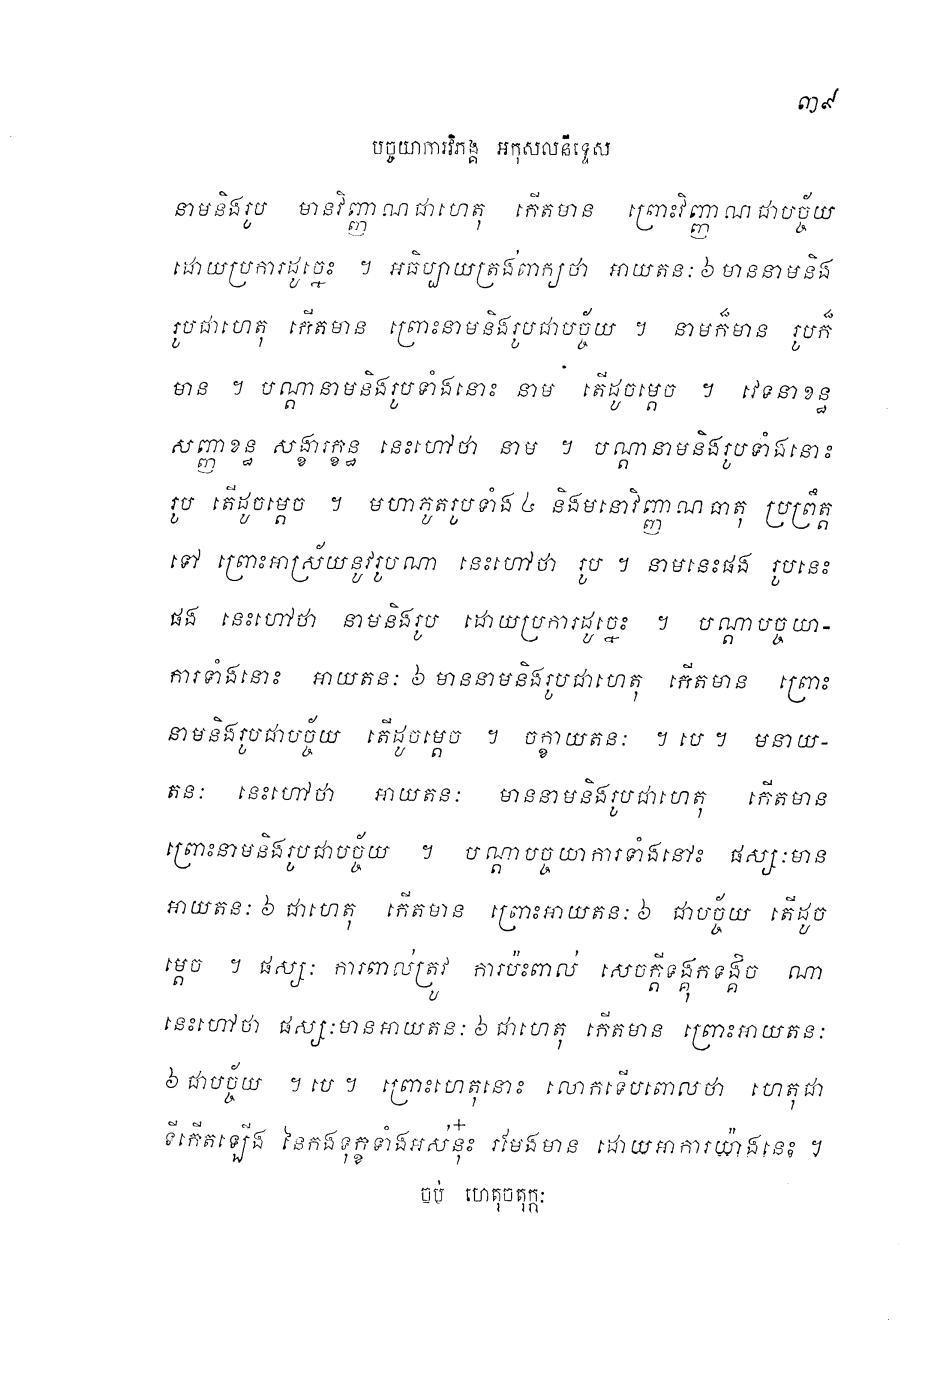 ៣៩
បច្ចយាការវិភង្គ អកុសលនិទ្ទេស
នាមនិងរូប មានវិញ្ញាណជាហេតុ កើតមាន ព្រោះវិញ្ញាណជាបច្ច័យ
ដោយប្រការដូច្នេះ ។ អធិប្បាយត្រង់ពាក្យថា អាយតនៈ ៦ មាននាមនិង
រូបជាហេតុ កើតមាន ព្រោះនាមនិងរូបជាបច្ច័យ ។ នាមក៏មាន រូបក៏
មាន ។ បណ្តានាមនិងរូបទាំងនោះ នាម តើដូចម្តេច ។ វេទនាខន្ធ
សញ្ញាខន្ធ សង្ខារក្ខន្ធ នេះហៅថា នាម ។ បណ្តានាមនិងរូបទាំងនោះ
រូប តើដូចម្តេច ។ មហាភូតរូបទាំង ៤ និងមនោវិញ្ញាណធាតុ ប្រព្រឹត្ត
ទៅ ព្រោះអាស្រ័យនូវរូបណា នេះហៅថា រូប ។ នាមនេះផង រូបនេះ
ផង នេះហៅថា នាមនិងរូប ដោយប្រការដូច្នេះ ។ បណ្តាបច្ចយា-
ការទាំងនោះ អាយតនៈ ៦ មាននាមនិងរូបជាហេតុ កើតមាន ព្រោះ
នាមនិងរូបជាបច្ច័យ តើដូចម្តេច ។ ចក្ខាយតនៈ ។ បេ ។ មនាយ-
តនៈ នេះហៅថា អាយតនៈ មាននាមនិងរូបជាហេតុ កើតមាន
ព្រោះនាមនិងរូបជាបច្ច័យ ។ បណ្តាបច្ចយាការទាំងនោះ ផស្សៈមាន
អាយតនៈ ៦ ជាហេតុ កើតមាន ព្រោះអាយតនៈ ៦ ជាបច្ច័យ តើដូច
ម្តេច ។ ផស្សៈ ការពាល់ត្រូវ ការប៉ះពាល់ សេចក្តីទង្គុកទង្គិច ណា
នេះហៅថា ផស្សៈមានអាយតនៈ ៦ ជាហេតុ កើតមាន ព្រោះអាយតនៈ
៦ ជាបច្ច័យ ។ បេ ។ ព្រោះហេតុនោះ លោកទើបពោលថា ហេតុជា
ទីកើតឡើង នៃកងទុក្ខទាំងអស់នុ៎ះ រមែងមាន ដោយអាការយ៉ាងនេះ ។
ចប់ ហេតុចតុក្កៈ